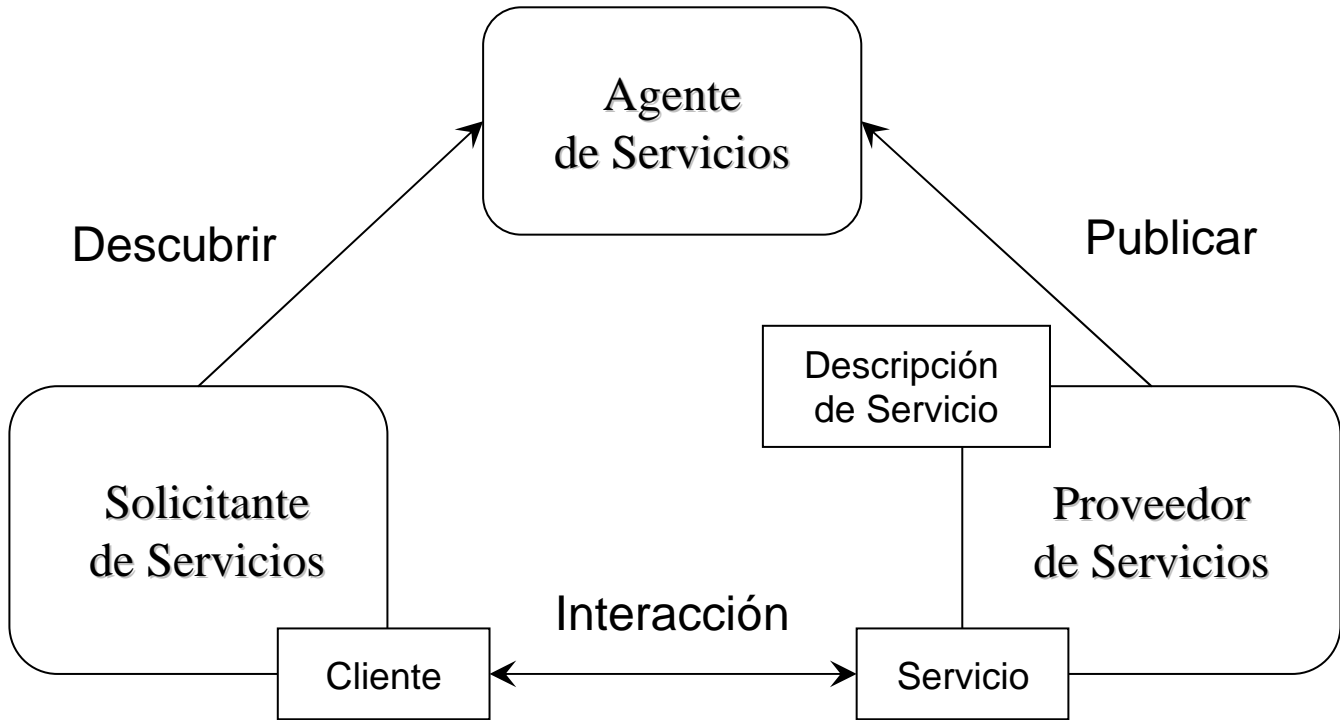 Agente
de Servicios
Descubrir
Publicar
Descripción
de Servicio
Solicitante
de Servicios
Proveedor
de Servicios
Interacción
Cliente
Servicio